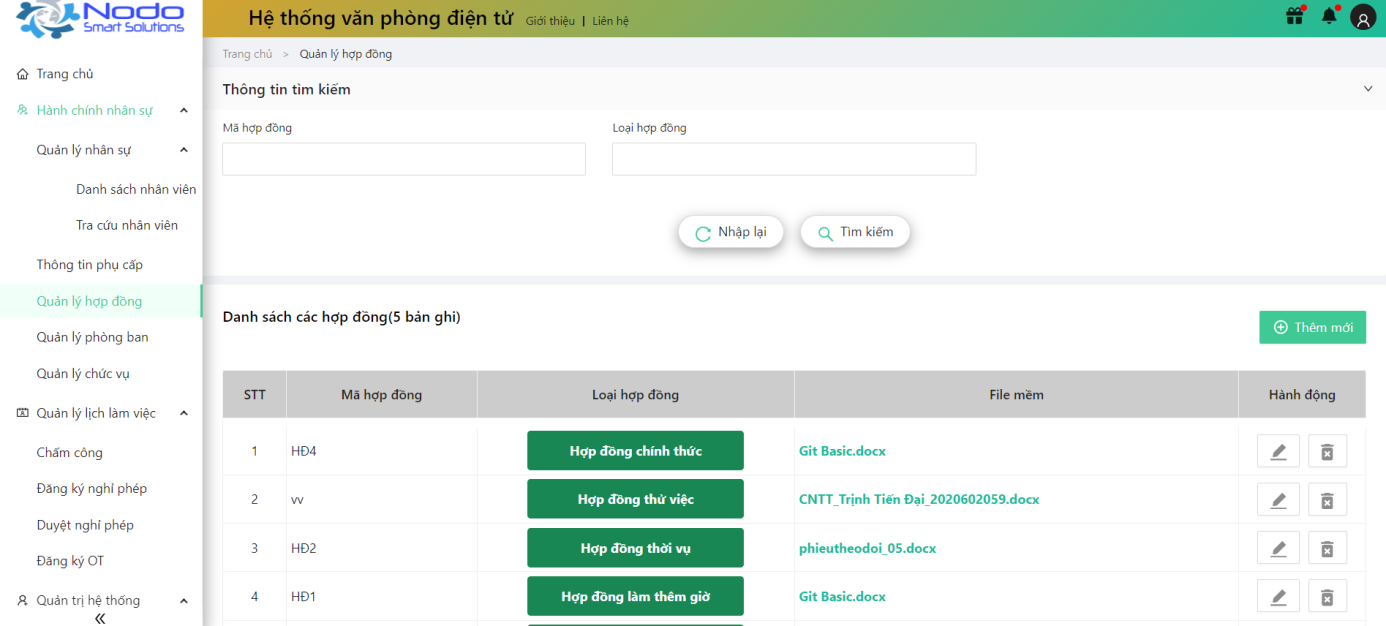 Nodo
Smart Solutions
Hệ thống văn phòng điện tử
Giới thiệu | Liên hệ
Trang chủ
Hành chính nhân sự
Quản lý nhân sự
Danh sách nhân viên
Tra cứu nhân viên
Thông tin phụ cấp
Quản lý hợp đồng
Quản lý phòng ban
Quản lý chức vụ
Quản lý lịch làm việc
Chấm công
Đăng ký nghỉ phép
Duyệt nghỉ phép
Đăng ký OT
Quản trị hệ thống
Trang chủ > Quản lý hợp đồng
Thông tin tìm kiếm
Mã hợp đồng Loại hợp đồng
Nhập lại Tìm kiếm
Danh sách các hợp đồng(5 bản ghi)
Thêm mới
STT Mã hợp đồng Loại hợp đồng File mềm Hành động
1 HĐ4 Hợp đồng chính thức Git Basic.docx
2 vv Hợp đồng thử việc CNTT_Trịnh Tiến Đại_2020602059.docx
3 HĐ2 Hợp đồng thời vụ phieutheodoi_05.docx
4 HĐ1 Hợp đồng làm thêm giờ Git Basic.docx